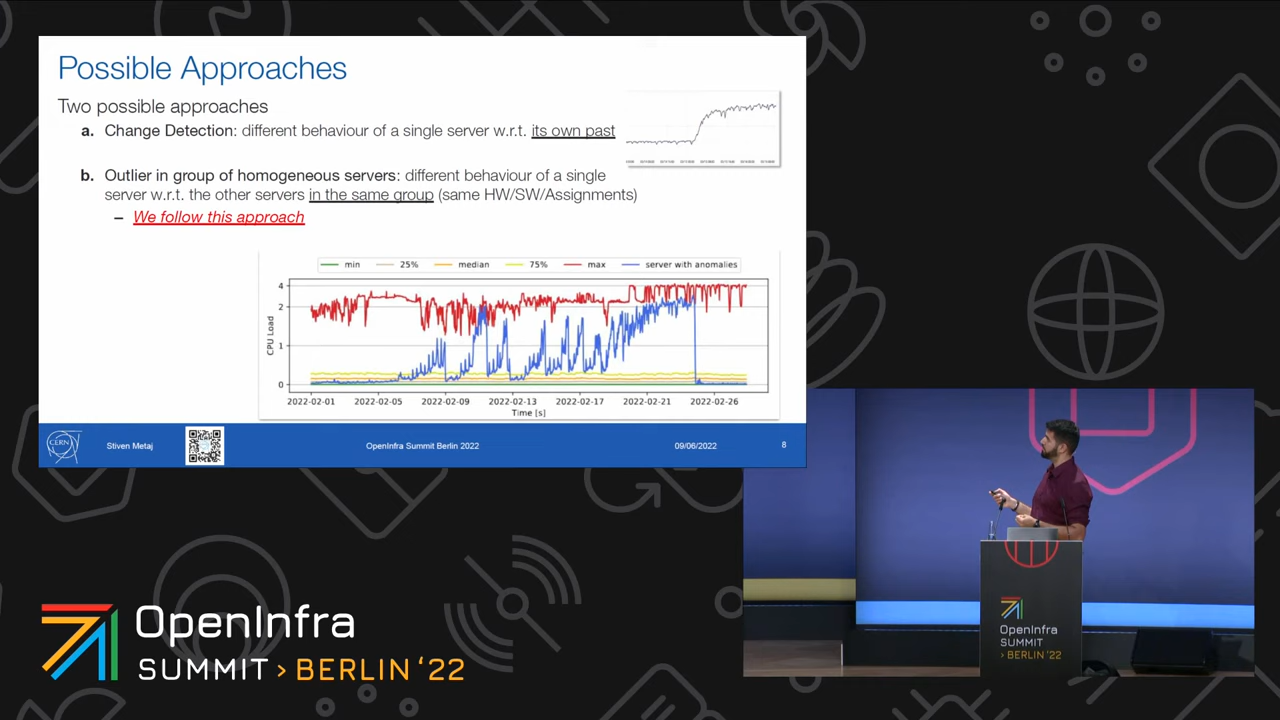 Possible Approaches
Two possible approaches
a. Change Detection: different behaviour of a single server w.r.t. its own past
b. Outlier in group of homogeneous servers: different behaviour of a single
server w.r.t. the other servers in the same group (same HW/SW/Assignments)
– We follow this approach
min 25% median 75% max server with anomalies
4
2
1
0
CPU Load
2022-02-01 2022-02-05 2022-02-09 2022-02-13 2022-02-17 2022-02-21 2022-02-26
Time [s]
CERN
Stiven Metaj
OpenInfra Summit Berlin 2022
09/06/2022
8
OpenInfra
SUMMIT > BERLIN '22
OpenInfra
SUMMIT
> BERLIN '22